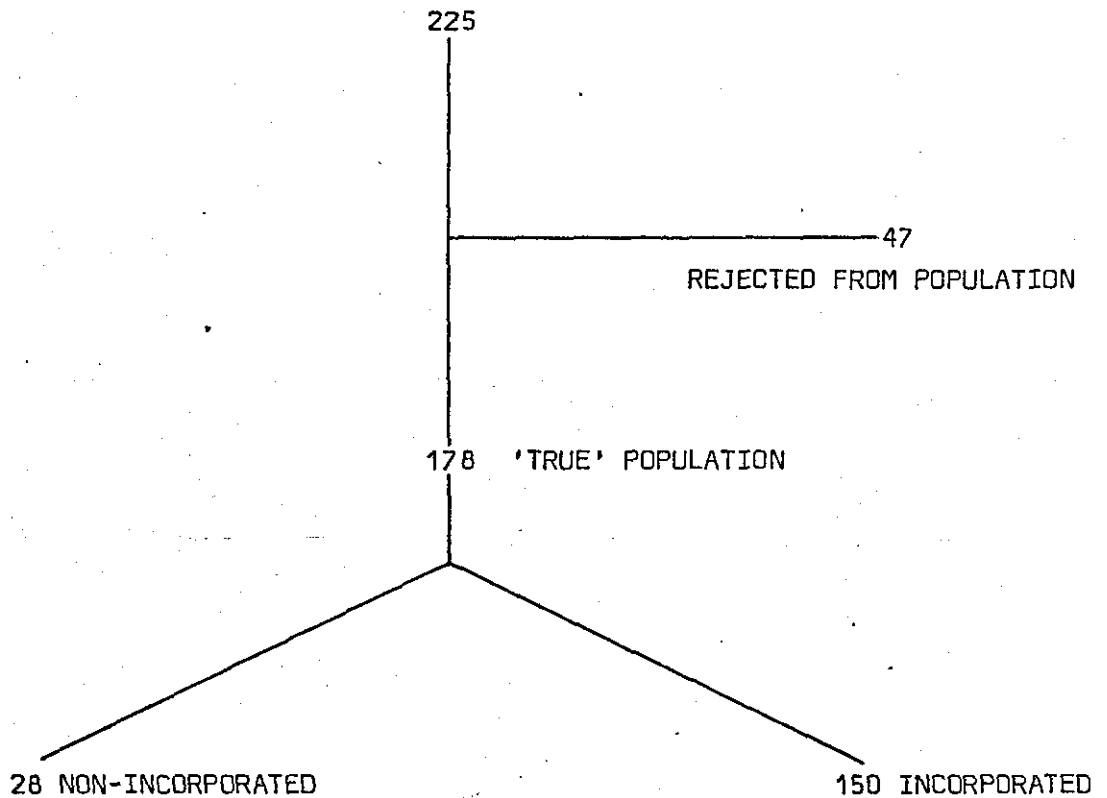 225
47
REJECTED FROM POPULATION
178 'TRUE' POPULATION
28 NON-INCORPORATED
150 INCORPORATED